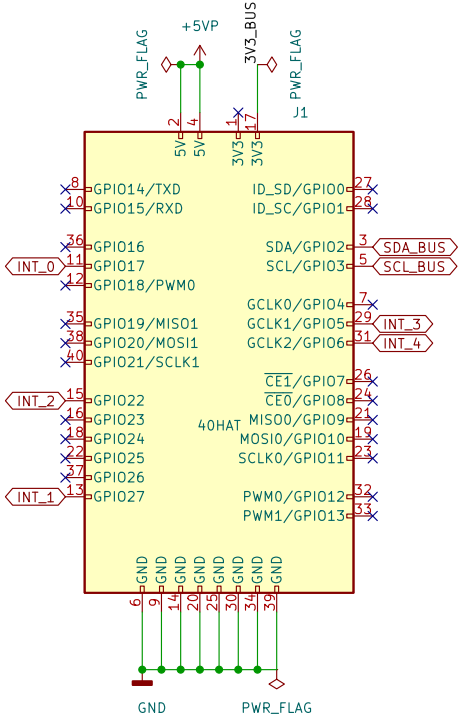 +5VP
3V3_BUS
PWR_FLAG
PWR_FLAG
J1
2
4
1
17
5V
5V
3V3
3V3
8 GPIO14/TXD
ID_SD/GPIO0 27
10 GPIO15/RXD
ID_SC/GPIO1 28
36 GPIO16
SDA/GPIO2 3 SDA_BUS
INT_0 11 GPIO17
SCL/GPIO3 5 SCL_BUS
12 GPIO18/PWM0
GCLK0/GPIO4 7
35 GPIO19/MISO1
GCLK1/GPIO5 29 INT_3
38 GPIO20/MOSI1
GCLK2/GPIO6 31 INT_4
40 GPIO21/SCLK1
CE1/GPIO7 26
INT_2 15 GPIO22
CE0/GPIO8 24
16 GPIO23
40HAT
MISO0/GPIO9 21
18 GPIO24
MOSI0/GPIO10 19
22 GPIO25
SCLK0/GPIO11 23
37 GPIO26
INT_1 13 GPIO27
PWM0/GPIO12 32
PWM1/GPIO13 33
GND
GND
GND
GND
GND
GND
GND
GND
6
9
14
20
25
30
34
39
GND
PWR_FLAG